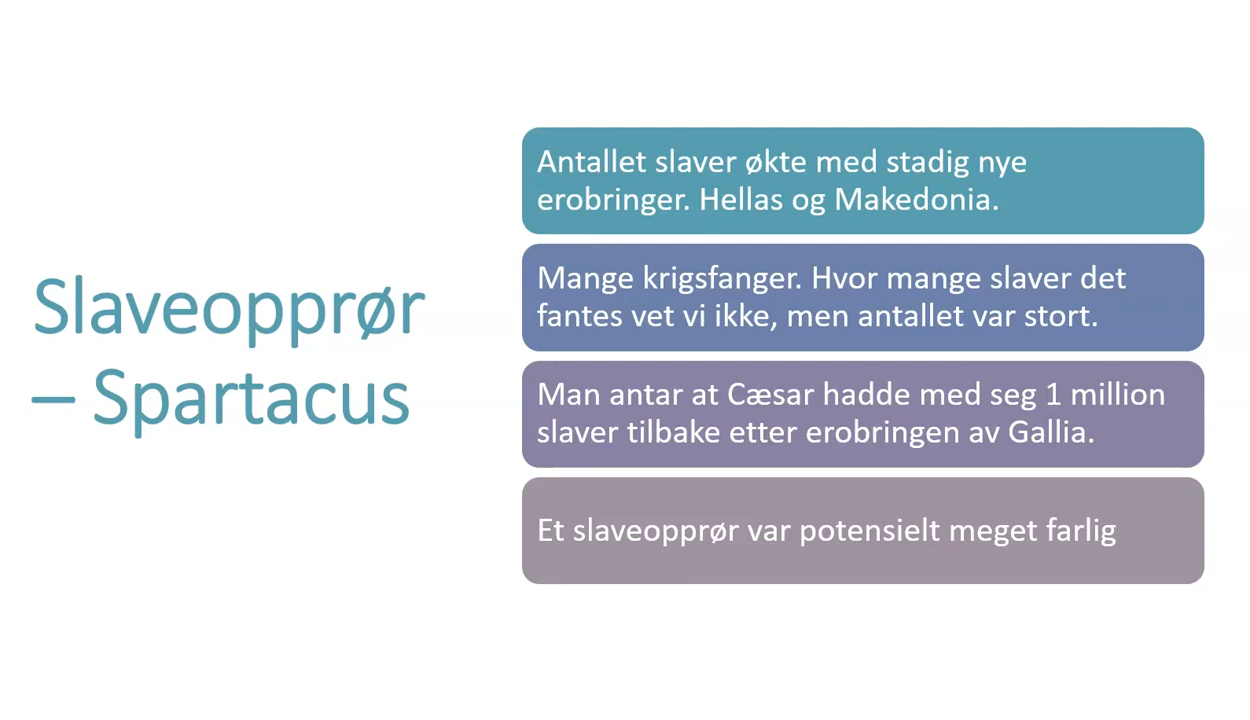 Slaveopprør
– Spartacus
Antallet slaver økte med stadig nye
erobringer. Hellas og Makedonia.
Mange krigsfanger. Hvor mange slaver det
fantes vet vi ikke, men antallet var stort.
Man antar at Cæsar hadde med seg 1 million
slaver tilbake etter erobringen av Gallia.
Et slaveopprør var potensielt meget farlig